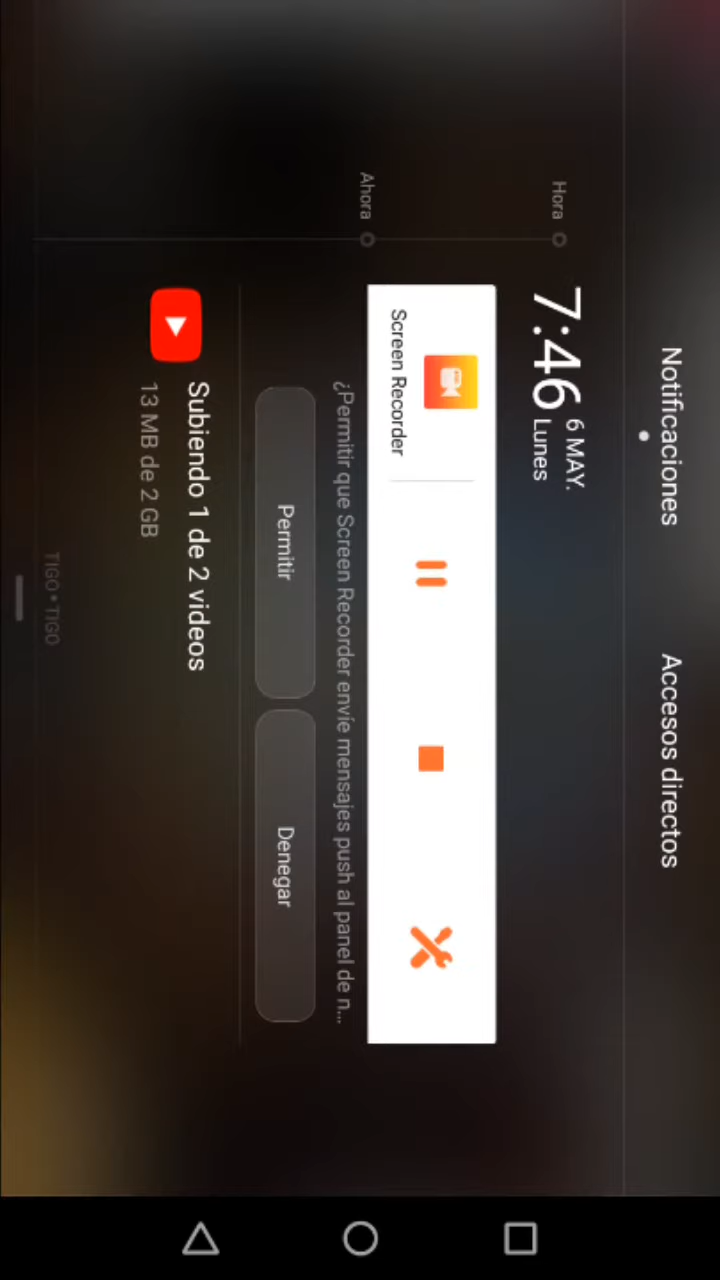 Notificaciones
Accesos directos
Hora
7:46
6 MAY.
Lunes
Ahora
Screen Recorder
¿Permitir que Screen Recorder envíe mensajes push al panel de n...
Permitir
Denegar
Subiendo 1 de 2 videos
13 MB de 2 GB
TIGO • TIGO